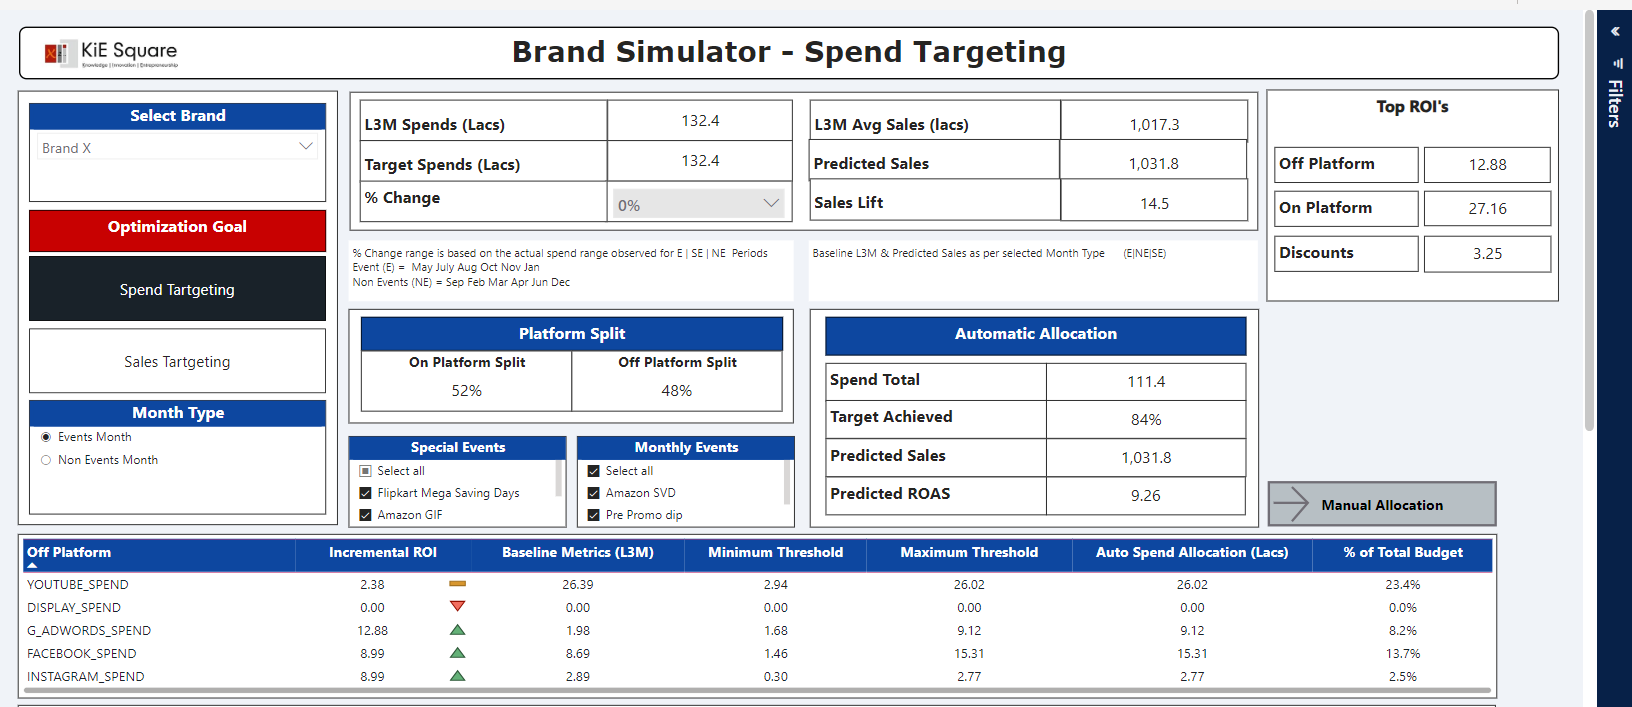 KiE Square
Knowledge | Innovation | Entrepreneurship
Brand Simulator - Spend Targeting
Filters
Select Brand
Brand X
Optimization Goal
Spend Tartgeting
Sales Tartgeting
Month Type
Events Month
Non Events Month
L3M Spends (Lacs) 132.4
Target Spends (Lacs) 132.4
% Change 0%
L3M Avg Sales (lacs) 1,017.3
Predicted Sales 1,031.8
Sales Lift 14.5
Top ROI's
Off Platform 12.88
On Platform 27.16
Discounts 3.25
% Change range is based on the actual spend range observed for E | SE | NE Periods
Event (E) = May July Aug Oct Nov Jan
Non Events (NE) = Sep Feb Mar Apr Jun Dec
Baseline L3M & Predicted Sales as per selected Month Type (E|NE|SE)
Platform Split
On Platform Split Off Platform Split
52% 48%
Special Events
Select all
Flipkart Mega Saving Days
Amazon GIF
Monthly Events
Select all
Amazon SVD
Pre Promo dip
Automatic Allocation
Spend Total 111.4
Target Achieved 84%
Predicted Sales 1,031.8
Predicted ROAS 9.26
Manual Allocation
Off Platform Incremental ROI Baseline Metrics (L3M) Minimum Threshold Maximum Threshold Auto Spend Allocation (Lacs) % of Total Budget
YOUTUBE_SPEND 2.38 26.39 2.94 26.02 26.02 23.4%
DISPLAY_SPEND 0.00 0.00 0.00 0.00 0.00 0.0%
G_ADWORDS_SPEND 12.88 1.98 1.68 9.12 9.12 8.2%
FACEBOOK_SPEND 8.99 8.69 1.46 15.31 15.31 13.7%
INSTAGRAM_SPEND 8.99 2.89 0.30 2.77 2.77 2.5%